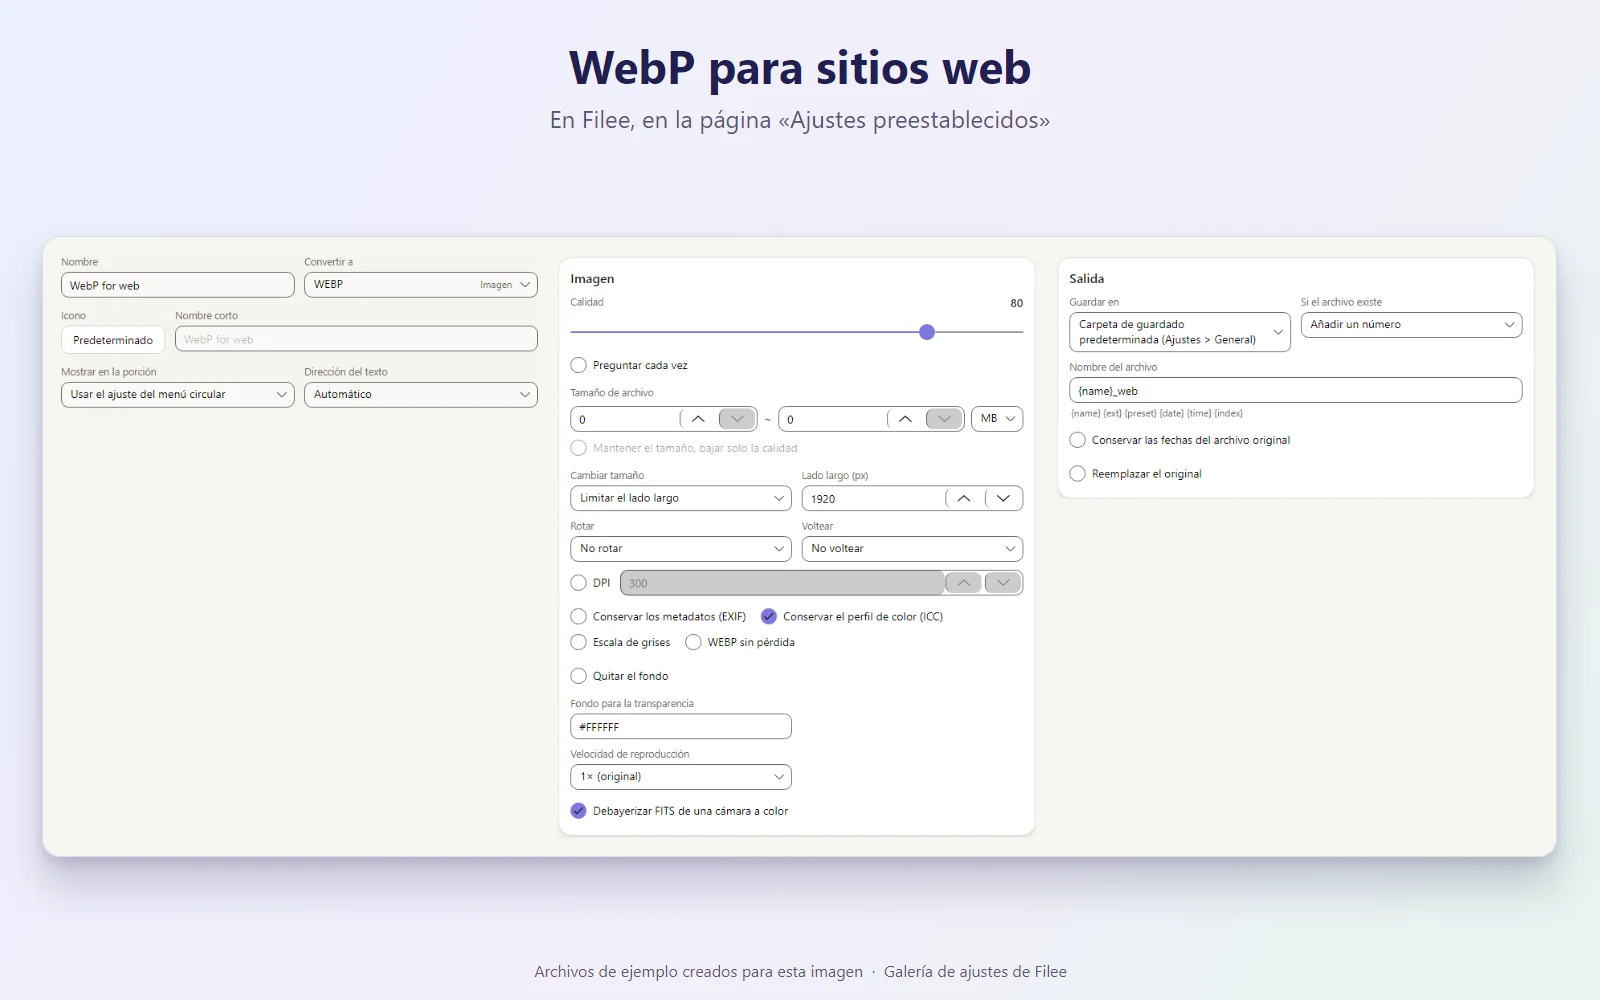 WebP para sitios web
En Filee, en la página «Ajustes preestablecidos»
Nombre
WebP for web
Convertir a
WEBP Imagen
Icono
Predeterminado
Nombre corto
WebP for web
Mostrar en la porción
Usar el ajuste del menú circular
Dirección del texto
Automático
Imagen
Calidad 80
Preguntar cada vez
Tamaño de archivo
0 ~ 0 MB
Mantener el tamaño, bajar solo la calidad
Cambiar tamaño
Limitar el lado largo
Lado largo (px)
1920
Rotar
No rotar
Voltear
No voltear
DPI 300
Conservar los metadatos (EXIF) Conservar el perfil de color (ICC)
Escala de grises WEBP sin pérdida
Quitar el fondo
Fondo para la transparencia
#FFFFFF
Velocidad de reproducción
1× (original)
Debayerizar FITS de una cámara a color
Salida
Guardar en
Carpeta de guardado
predeterminada (Ajustes > General)
Si el archivo existe
Añadir un número
Nombre del archivo
{name}_web
{name} {ext} {preset} {date} {time} {index}
Conservar las fechas del archivo original
Reemplazar el original
Archivos de ejemplo creados para esta imagen · Galería de ajustes de Filee